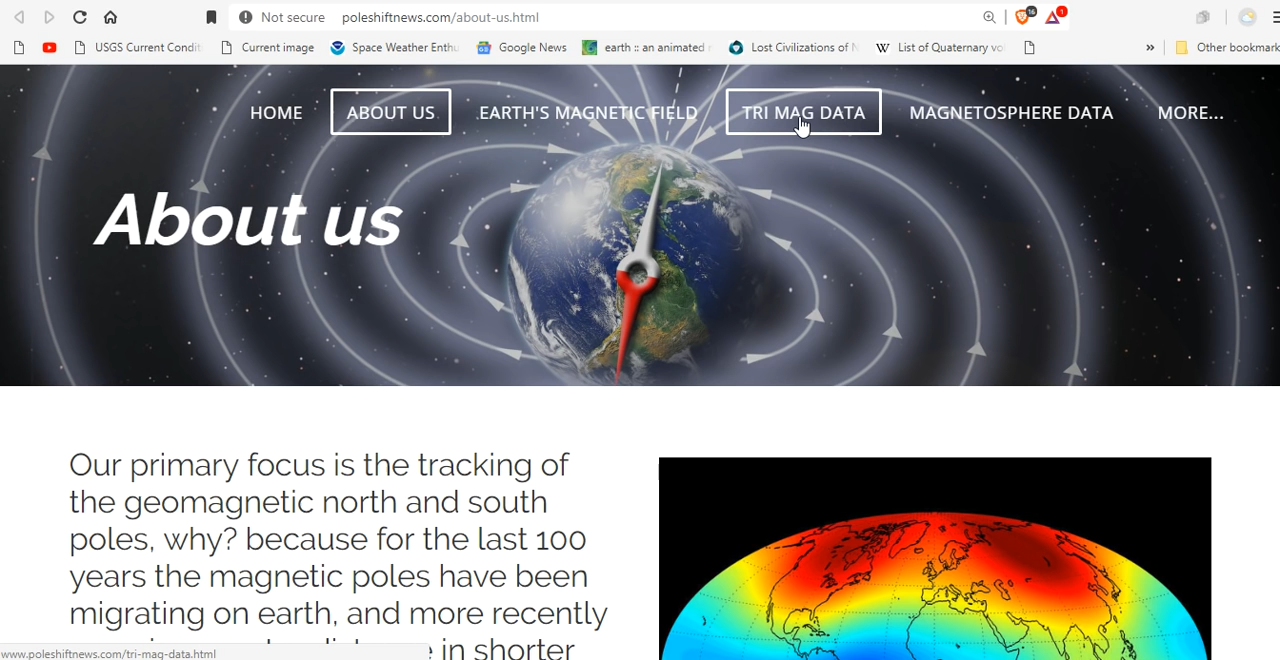 Not secure poleshiftnews.com/about-us.html 16 1
USGS Current Condit Current image Space Weather Enthu Google News earth :: an animated Lost Civilizations of N List of Quaternary vo » Other bookmark
HOME ABOUT US EARTH'S MAGNETIC FIELD TRI MAG DATA MAGNETOSPHERE DATA MORE...
About us
Our primary focus is the tracking of
the geomagnetic north and south
poles, why? because for the last 100
years the magnetic poles have been
migrating on earth, and more recently
in shorter
www.poleshiftnews.com/tri-mag-data.html